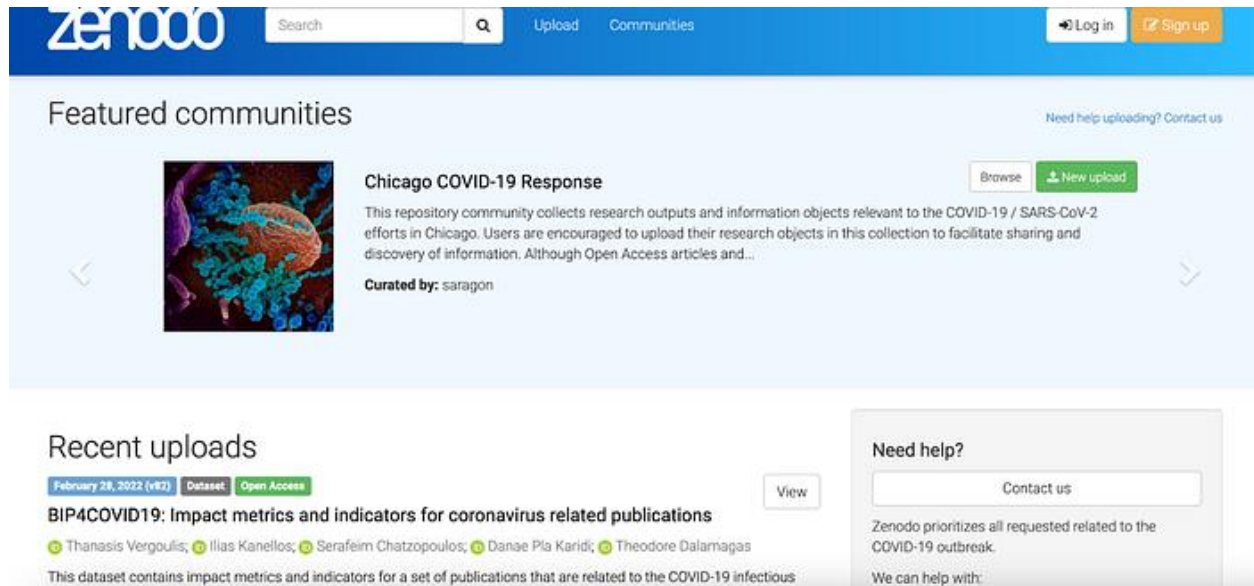 zenodo
Search
Upload
Communities
Log in
Sign up
Featured communities
Need help uploading? Contact us
Chicago COVID-19 Response
Browse
New upload
This repository community collects research outputs and information objects relevant to the COVID-19 / SARS-CoV-2
efforts in Chicago. Users are encouraged to upload their research objects in this collection to facilitate sharing and
discovery of information. Although Open Access articles and...
Curated by: saragon
Recent uploads
February 28, 2022 (v82) Dataset Open Access
View
BIP4COVID19: Impact metrics and indicators for coronavirus related publications
Thanasis Vergoulis; Ilias Kanellos; Serafeim Chatzopoulos; Danae Pla Karidi; Theodore Dalamagas
This dataset contains impact metrics and indicators for a set of publications that are related to the COVID-19 infectious
Need help?
Contact us
Zenodo prioritizes all requested related to the
COVID-19 outbreak.
We can help with: